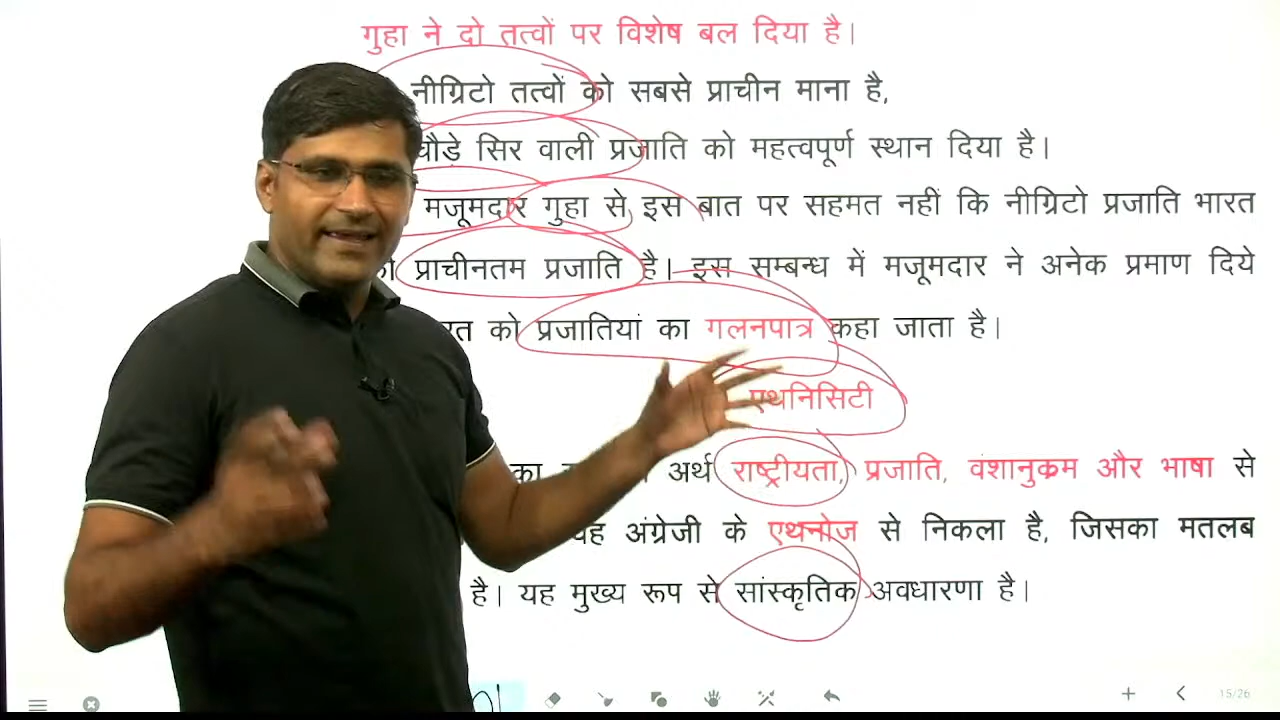 गुहा ने दो तत्वों पर विशेष बल दिया है।
नीग्रिटो तत्वों को सबसे प्राचीन माना है,
चौड़े सिर वाली प्रजाति को महत्वपूर्ण स्थान दिया है।
मजूमदार गुहा से इस बात पर सहमत नहीं कि नीग्रिटो प्रजाति भारत
प्राचीनतम प्रजाति है। इस सम्बन्ध में मजूमदार ने अनेक प्रमाण दिये
को प्रजातियां का गलनपात्र कहा जाता है।
एथनिसिटी
का अर्थ राष्ट्रीयता, प्रजाति, वंशानुक्रम और भाषा से
यह अंग्रेजी के एथनोज से निकला है, जिसका मतलब
है। यह मुख्य रूप से सांस्कृतिक अवधारणा है।
15/26